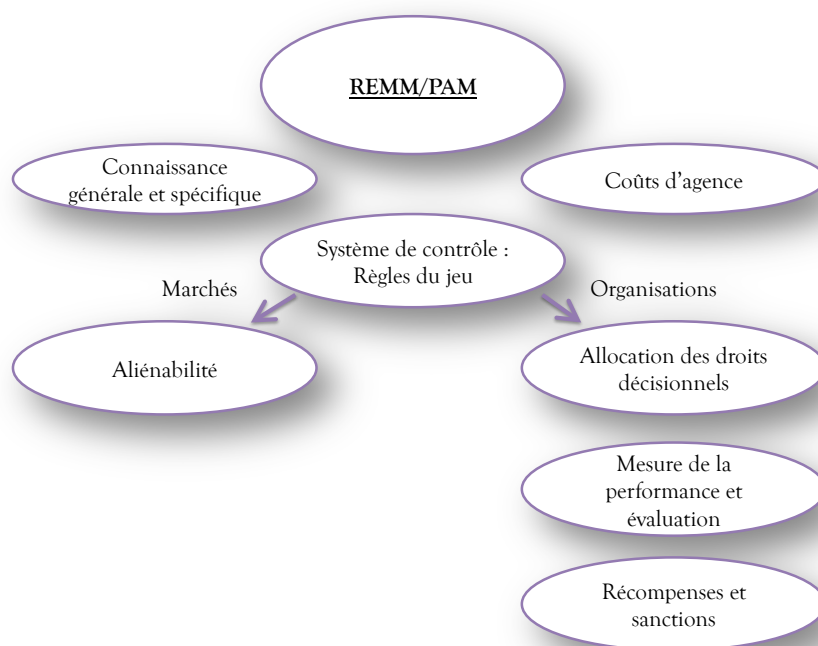 REMM/PAM
Connaissance
générale et spécifique
Coûts d'agence
Système de contrôle :
Règles du jeu
Marchés
Organisations
Aliénabilité
Allocation des droits
décisionnels
Mesure de la
performance et
évaluation
Récompenses et
sanctions